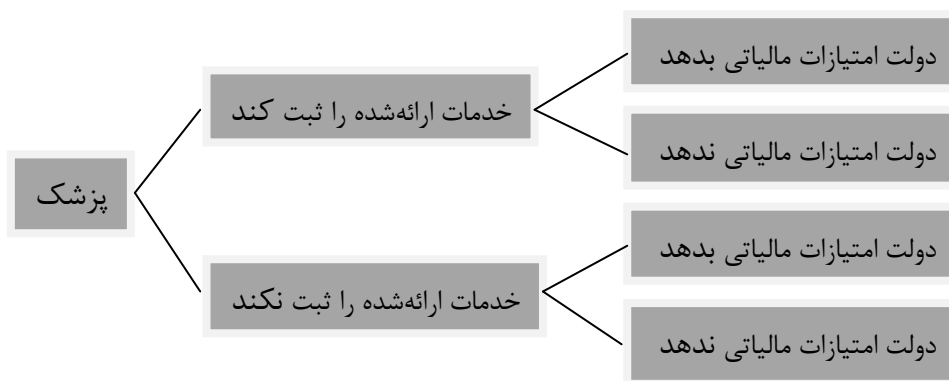 پزشک
خدمات ارائه‌شده را ثبت کند
دولت امتیازات مالیاتی بدهد
دولت امتیازات مالیاتی ندهد
خدمات ارائه‌شده را ثبت نکند
دولت امتیازات مالیاتی بدهد
دولت امتیازات مالیاتی ندهد